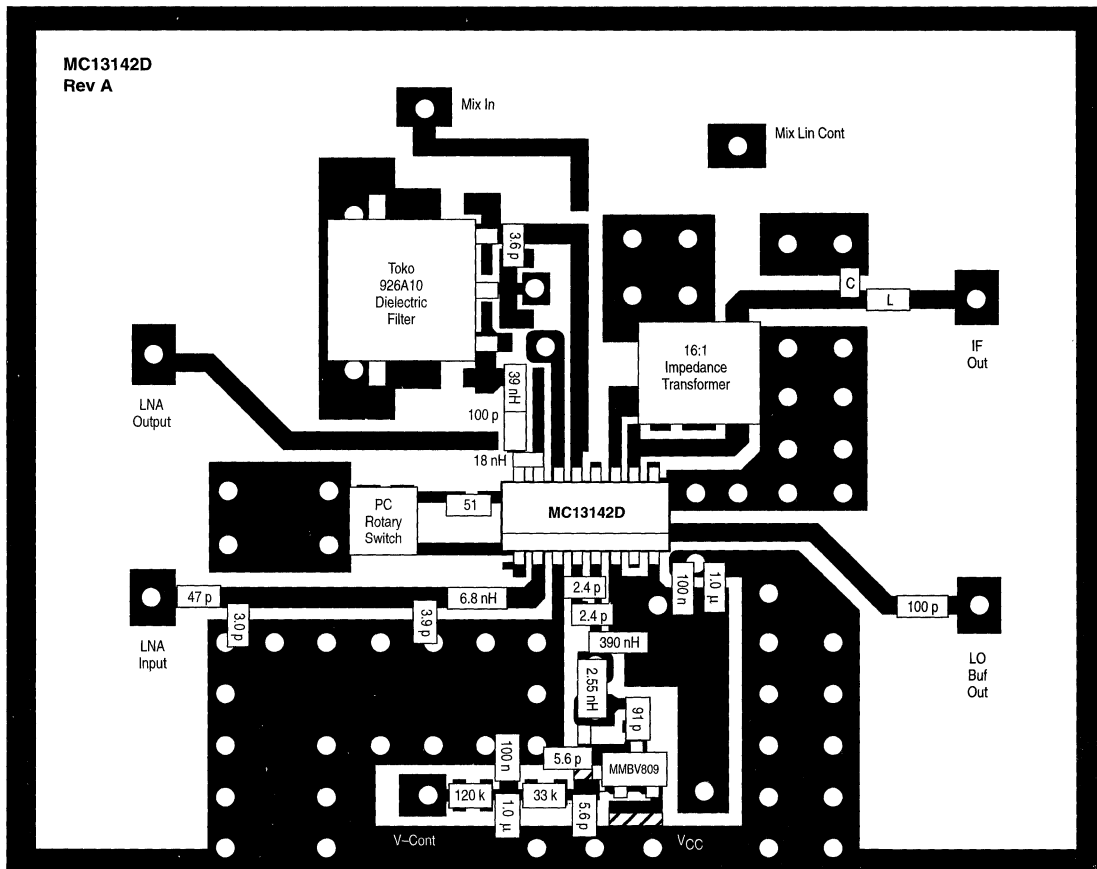 MC13142D
Rev A
Mix In
Mix Lin Cont
Toko
926A10
Dielectric
Filter
3.6 p
C
L
IF
Out
16:1
Impedance
Transformer
LNA
Output
39 nH
100 p
18 nH
PC
Rotary
Switch
51
MC13142D
47 p
3.0 p
3.9 p
6.8 nH
LNA
Input
2.4 p
2.4 p
390 nH
2.55 nH
91 p
100 n
1.0 µ
100 p
LO
Buf
Out
100 n
5.6 p
MMBV809
120 k
33 k
1.0 µ
5.6 p
V–Cont
VCC